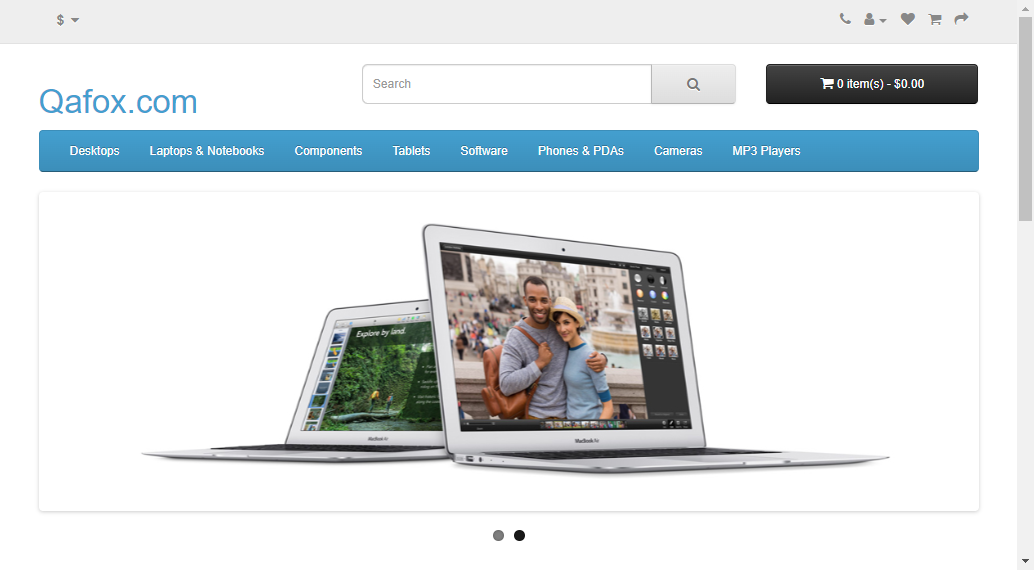 $
Search
0 item(s) - $0.00
Qafox.com
Desktops
Laptops & Notebooks
Components
Tablets
Software
Phones & PDAs
Cameras
MP3 Players
Explore by land.
MacBook Air
MacBook Air